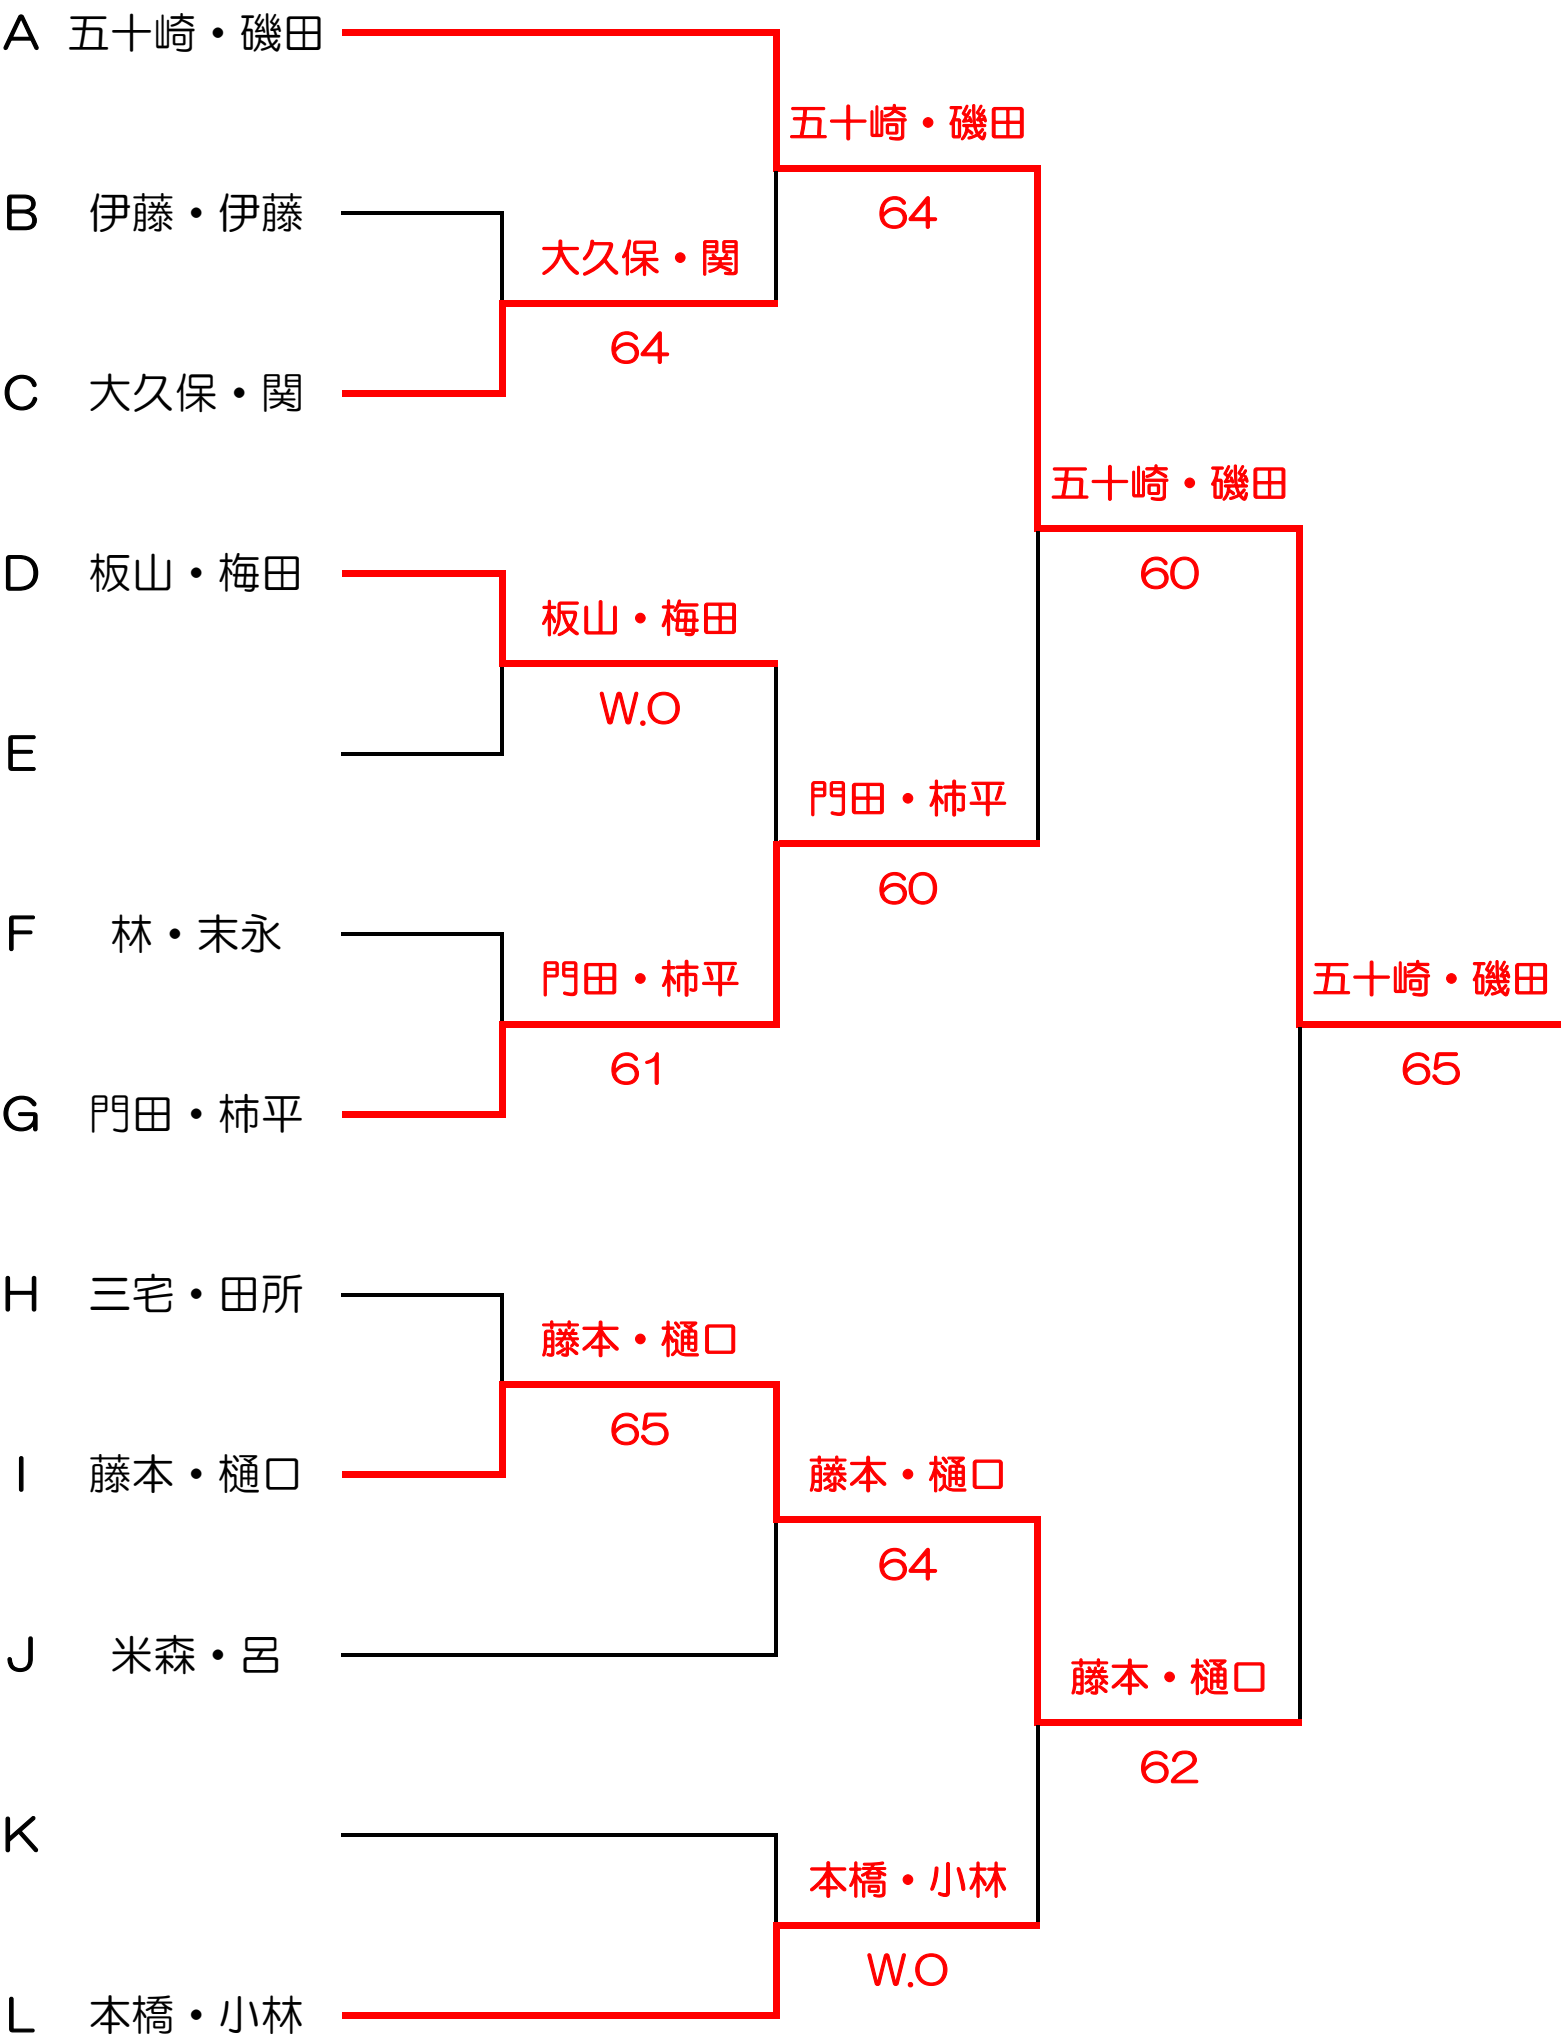 A 五十崎・磯田
五十崎・磯田
B 伊藤・伊藤
64
大久保・関
64
C 大久保・関
五十崎・磯田
60
D 板山・梅田
板山・梅田
W.O
E
門田・柿平
60
F 林・末永
門田・柿平
五十崎・磯田
61
65
G 門田・柿平
H 三宅・田所
藤本・樋口
65
I 藤本・樋口
藤本・樋口
64
J 米森・呂
藤本・樋口
62
K
本橋・小林
W.O
L 本橋・小林